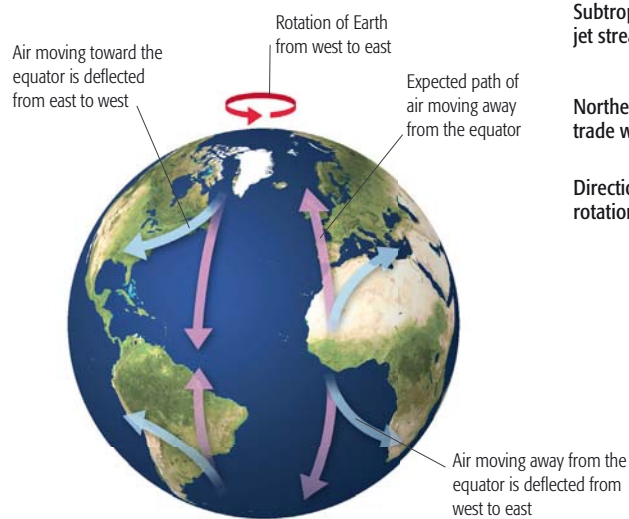 Rotation of Earth
from west to east
Air moving toward the
equator is deflected
from east to west
Expected path of
air moving away
from the equator
Air moving away from the
equator is deflected from
west to east
jet
trade